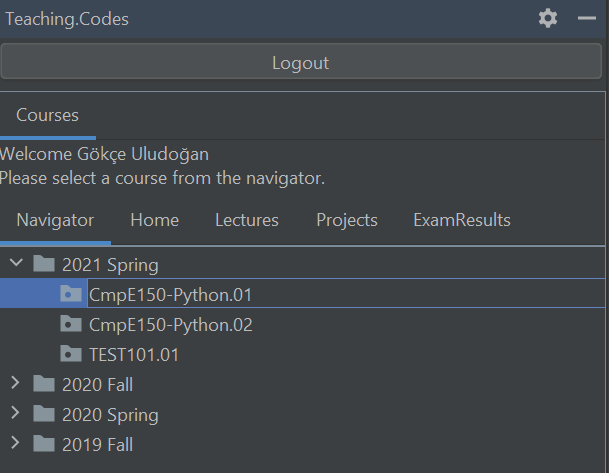 Teaching.Codes
Logout
Courses
Welcome Gökçe Uludoğan
Please select a course from the navigator.
Navigator Home Lectures Projects ExamResults
2021 Spring
CmpE150-Python.01
CmpE150-Python.02
TEST101.01
2020 Fall
2020 Spring
2019 Fall